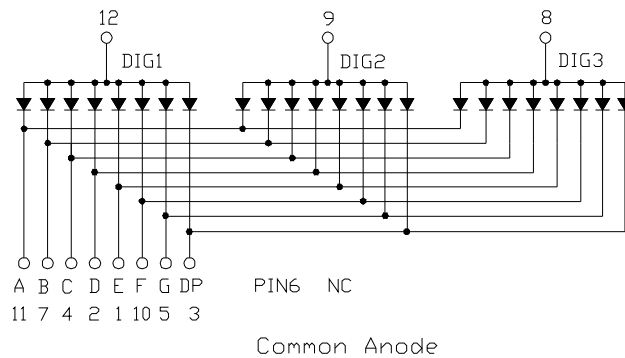 12 9 8
DIG1 DIG2 DIG3
A B C D E F G DP PIN6 NC
11 7 4 2 1 10 5 3
Common Anode